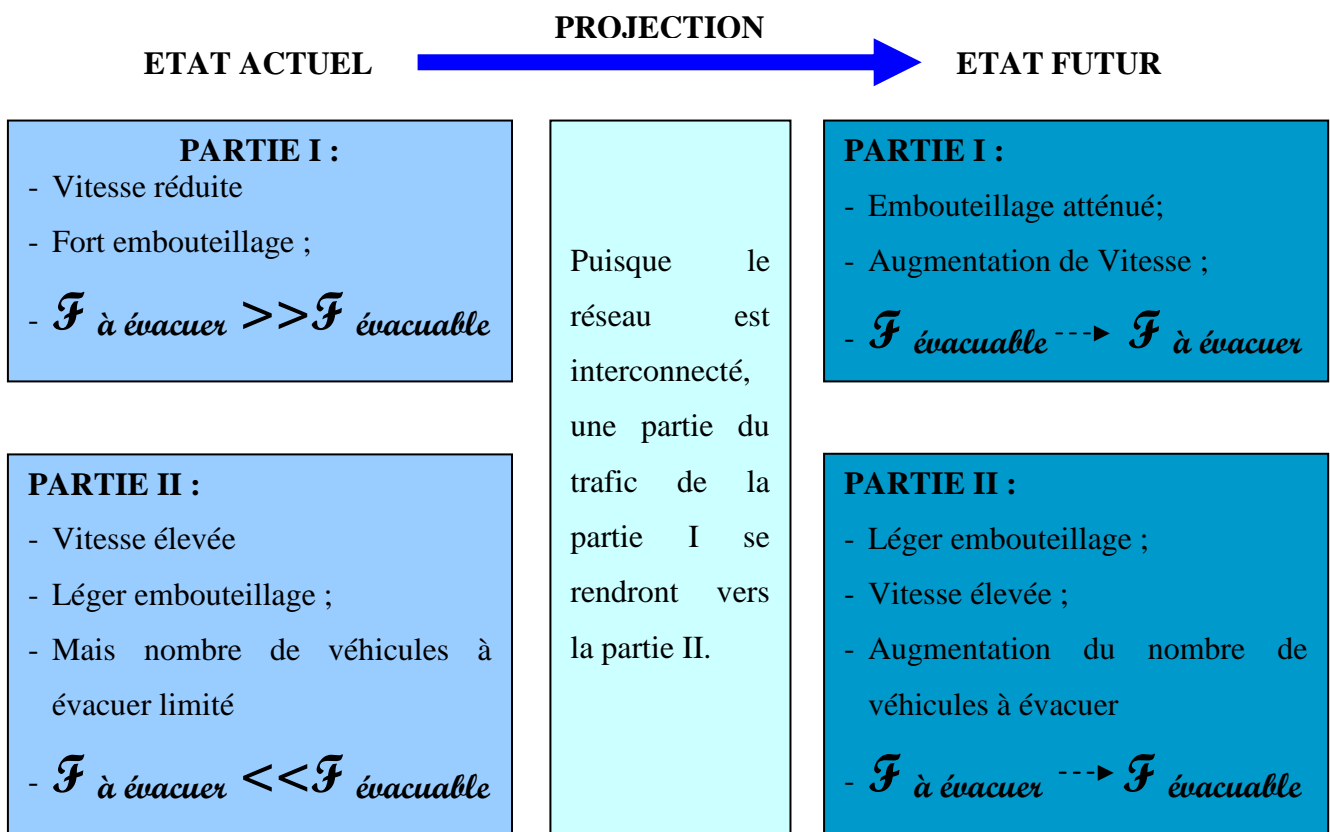 PROJECTION
ETAT ACTUEL
ETAT FUTUR
PARTIE I :
- Vitesse réduite
- Fort embouteillage ;
- ℱ à évacuer >>ℱ évacuable
PARTIE II :
- Vitesse élevée
- Léger embouteillage ;
- Mais nombre de véhicules à
évacuer limité
- ℱ à évacuer <<ℱ évacuable
Puisque le
réseau est
interconnecté,
une partie du
trafic de la
partie I se
rendront vers
la partie II.
PARTIE I :
- Embouteillage atténué;
- Augmentation de Vitesse ;
- ℱ évacuable ---► ℱ à évacuer
PARTIE II :
- Léger embouteillage ;
- Vitesse élevée ;
- Augmentation du nombre de
véhicules à évacuer
- ℱ à évacuer ---► ℱ évacuable